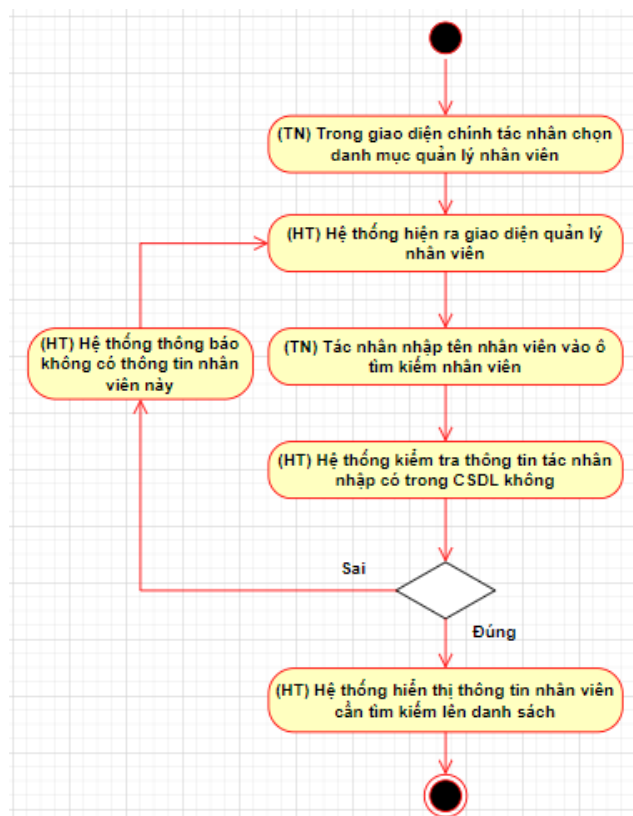 (TN) Trong giao diện chính tác nhân chọn
danh mục quản lý nhân viên
(HT) Hệ thống hiện ra giao diện quản lý
nhân viên
(HT) Hệ thống thông báo
không có thông tin nhân
viên này
(TN) Tác nhân nhập tên nhân viên vào ô
tìm kiếm nhân viên
(HT) Hệ thống kiểm tra thông tin tác nhân
nhập có trong CSDL không
Sai
Đúng
(HT) Hệ thống hiển thị thông tin nhân viên
cần tìm kiếm lên danh sách